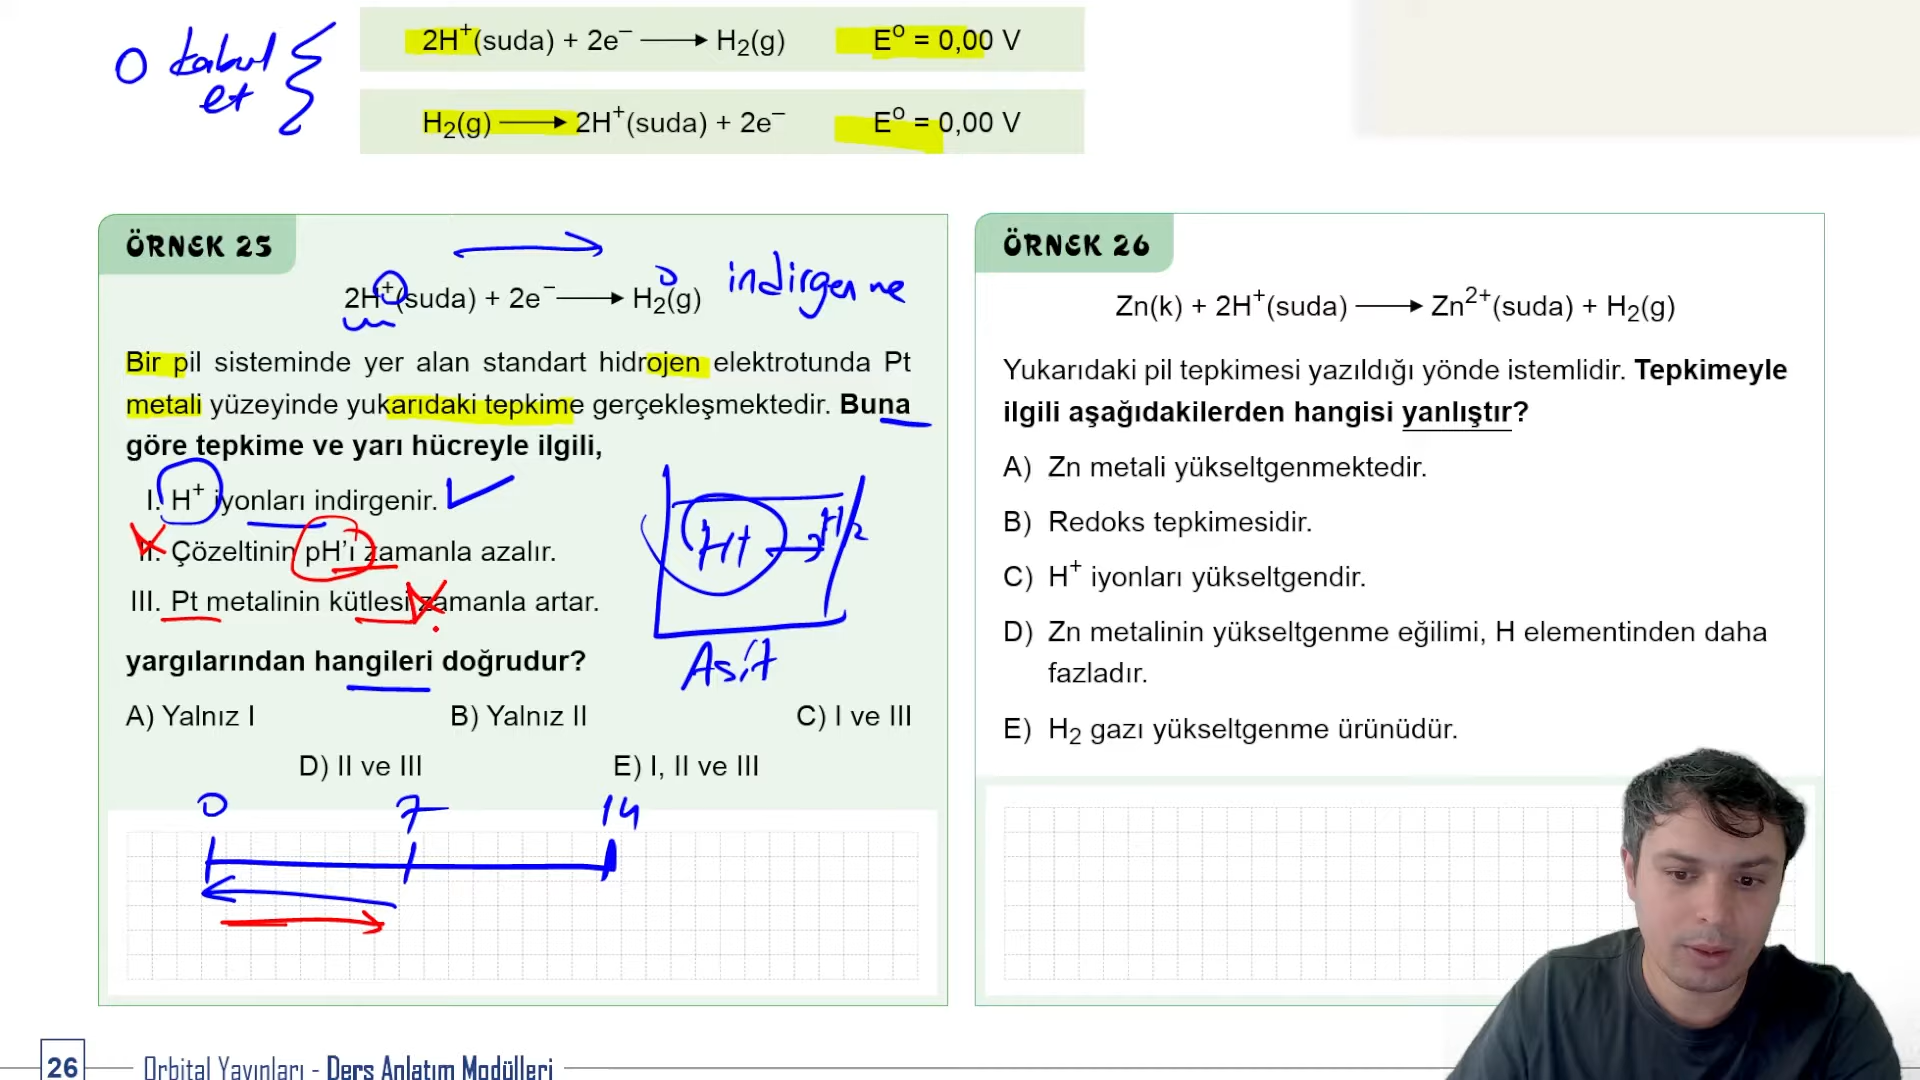 0 kabul
et
2H⁺(suda) + 2e⁻ ⟶ H₂(g) E⁰ = 0,00 V
H₂(g) ⟶ 2H⁺(suda) + 2e⁻ E⁰ = 0,00 V
ÖRNEK 25
2H⁺(suda) + 2e⁻ ⟶ H₂(g)
0
indirgenme
Bir pil sisteminde yer alan standart hidrojen elektrotunda Pt
metali yüzeyinde yukarıdaki tepkime gerçekleşmektedir. Buna
göre tepkime ve yarı hücreyle ilgili,
I. H⁺ iyonları indirgenir.
II. Çözeltinin pH'ı zamanla azalır.
III. Pt metalinin kütlesi zamanla artar.
H+ → H2
Asit
yargılarından hangileri doğrudur?
A) Yalnız I B) Yalnız II C) I ve III
D) II ve III E) I, II ve III
0 7 14
ÖRNEK 26
Zn(k) + 2H⁺(suda) ⟶ Zn²⁺(suda) + H₂(g)
Yukarıdaki pil tepkimesi yazıldığı yönde istemlidir. Tepkimeyle
ilgili aşağıdakilerden hangisi yanlıştır?
A) Zn metali yükseltgenmektedir.
B) Redoks tepkimesidir.
C) H⁺ iyonları yükseltgendir.
D) Zn metalinin yükseltgenme eğilimi, H elementinden daha
fazladır.
E) H₂ gazı yükseltgenme ürünüdür.
26 Orbital Yayınları - Ders Anlatım Modülleri